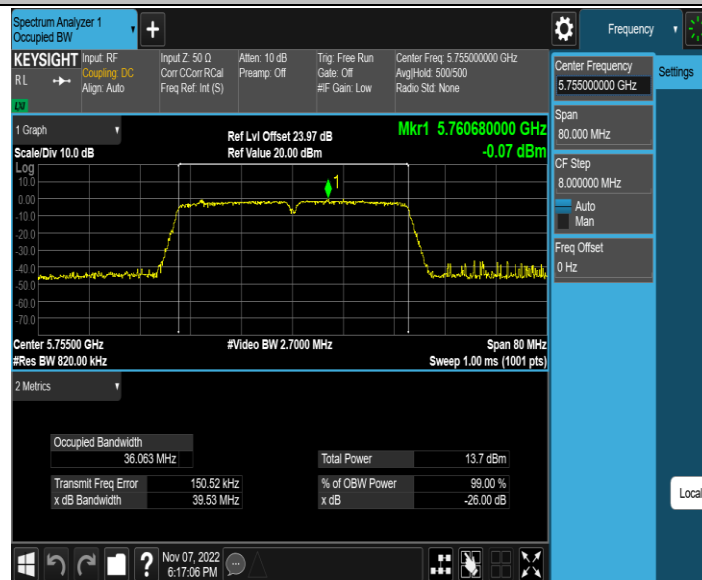 Spectrum Analyzer 1
Occupied BW
+
Frequency
KEYSIGHT
R L
LXI
Input: RF
Coupling: DC
Align: Auto
Input Z: 50 Ω
Corr CCorr RCal
Freq Ref: Int (S)
Atten: 10 dB
Preamp: Off
Trig: Free Run
Gate: Off
#IF Gain: Low
Center Freq: 5.755000000 GHz
Avg|Hold: 500/500
Radio Std: None
Center Frequency
5.755000000 GHz
Settings
Span
80.000 MHz
CF Step
8.000000 MHz
Auto
Man
Freq Offset
0 Hz
Local
1 Graph
Scale/Div 10.0 dB
Ref Lvl Offset 23.97 dB
Ref Value 20.00 dBm
Mkr1 5.760680000 GHz
-0.07 dBm
Log
10.0
0.00
-10.0
-20.0
-30.0
-40.0
-50.0
-60.0
-70.0
1
Center 5.75500 GHz
#Res BW 820.00 kHz
#Video BW 2.7000 MHz
Span 80 MHz
Sweep 1.00 ms (1001 pts)
2 Metrics
Occupied Bandwidth
36.063 MHz
Total Power 13.7 dBm
Transmit Freq Error 150.52 kHz
% of OBW Power 99.00 %
x dB Bandwidth 39.53 MHz
x dB -26.00 dB
?
Nov 07, 2022
6:17:06 PM